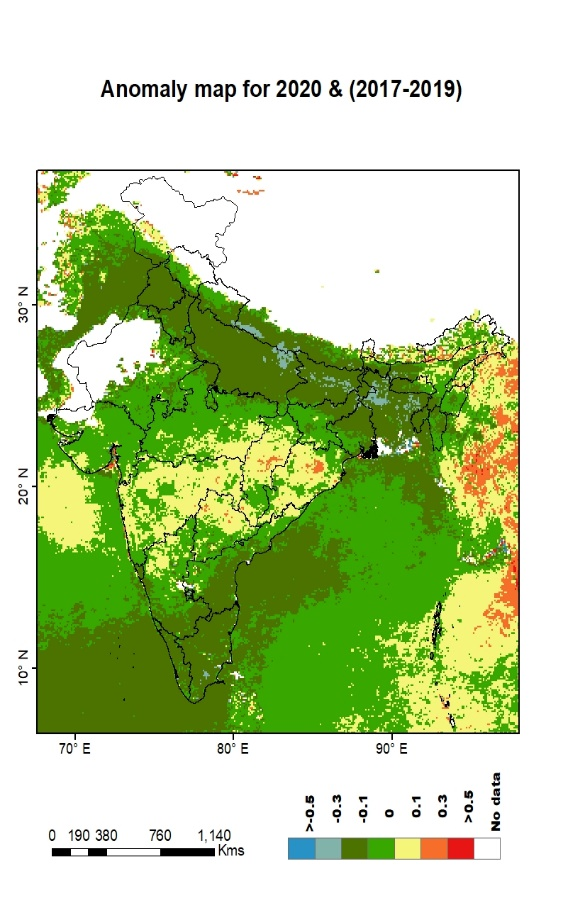 Anomaly map for 2020 & (2017-2019)
30° N
20° N
10° N
70° E 80° E 90° E
0 190 380 760 1,140
Kms
>-0.5 -0.3 -0.1 0 0.1 0.3 >0.5 No data